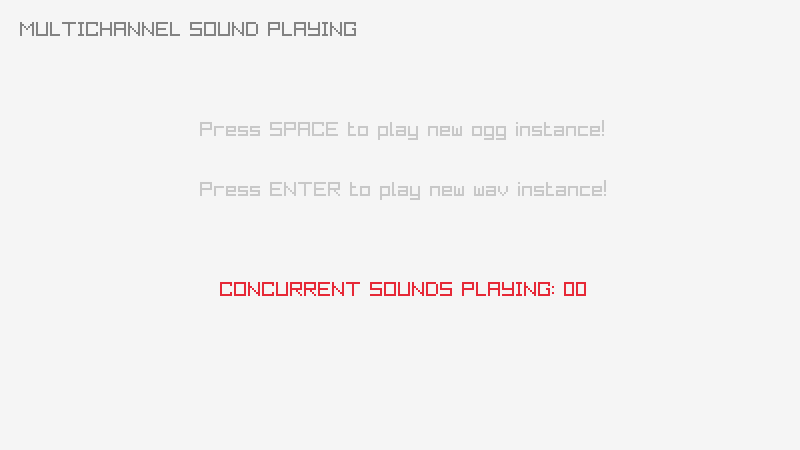 MULTICHANNEL SOUND PLAYING
Press SPACE to play new ogg instance!
Press ENTER to play new wav instance!
CONCURRENT SOUNDS PLAYING: 00